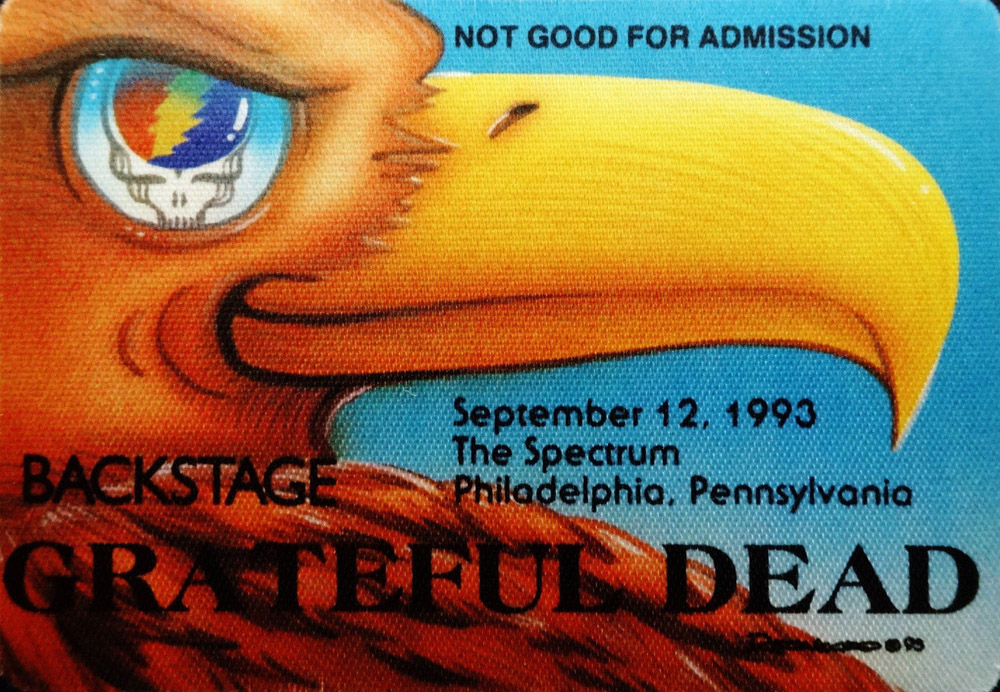 NOT GOOD FOR ADMISSION
September 12, 1993
The Spectrum
Philadelphia, Pennsylvania
BACKSTAGE
GRATEFUL DEAD